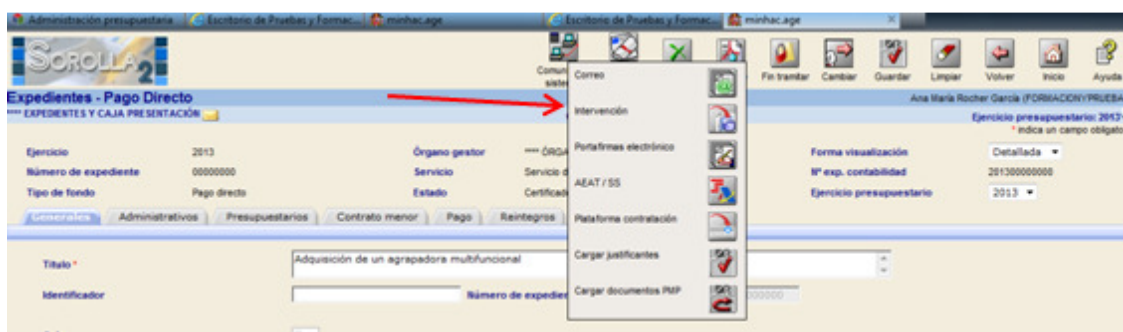 Administración presupuestaria Escritorio de Pruebas y Formac... minhac.age Escritorio de Pruebas y Formac... minhac.age
SOROLLA2
Fin tramitar Cambiar Guardar Limpiar Volver Inicio Ayuda
Expedientes - Pago Directo
Ana María Rocher García
**** EXPEDIENTES Y CAJA PRESENTACIÓN
Ejercicio presupuestario: 2013
* indica un campo obligato
Correo
Intervención
Portafirmas electrónico
AEAT / SS
Plataforma contratación
Cargar justificantes
Cargar documentos PMP
Ejercicio 2013 Órgano gestor Forma visualización Detallada
Número de expediente 00000000 Servicio Servicio d Nº exp. contabilidad 201300000000
Tipo de fondo Pago directo Estado Certificad Ejercicio presupuestario 2013
Generales Administrativos Presupuestarios Contrato menor Pago Reintegros
Título * Adquisición de un agrapadora multifuncional
Identificador Número de expedien